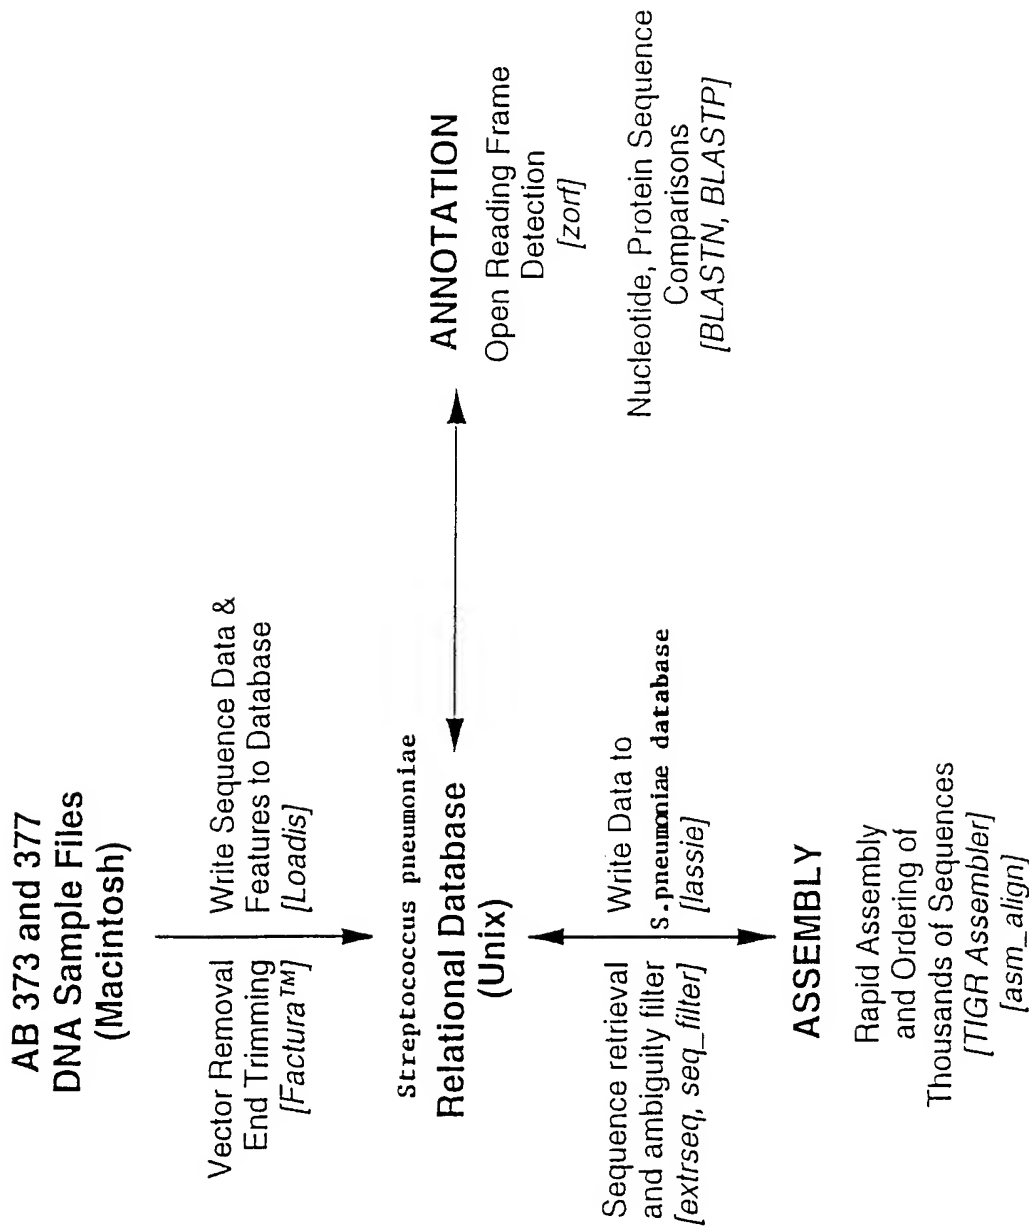 AB 373 and 377
DNA Sample Files
(Macintosh)
Vector Removal
End Trimming
[Factura™]
Write Sequence Data &
Features to Database
[Loadis]
Streptococcus pneumoniae
Relational Database
(Unix)
ANNOTATION
Open Reading Frame
Detection
[zorf]
Nucleotide, Protein Sequence
Comparisons
[BLASTN, BLASTP]
Sequence retrieval
and ambiguity filter
[extrseq, seq_filter]
Write Data to
S.pneumoniae database
[lassie]
ASSEMBLY
Rapid Assembly
and Ordering of
Thousands of Sequences
[TIGR Assembler]
[asm_align]